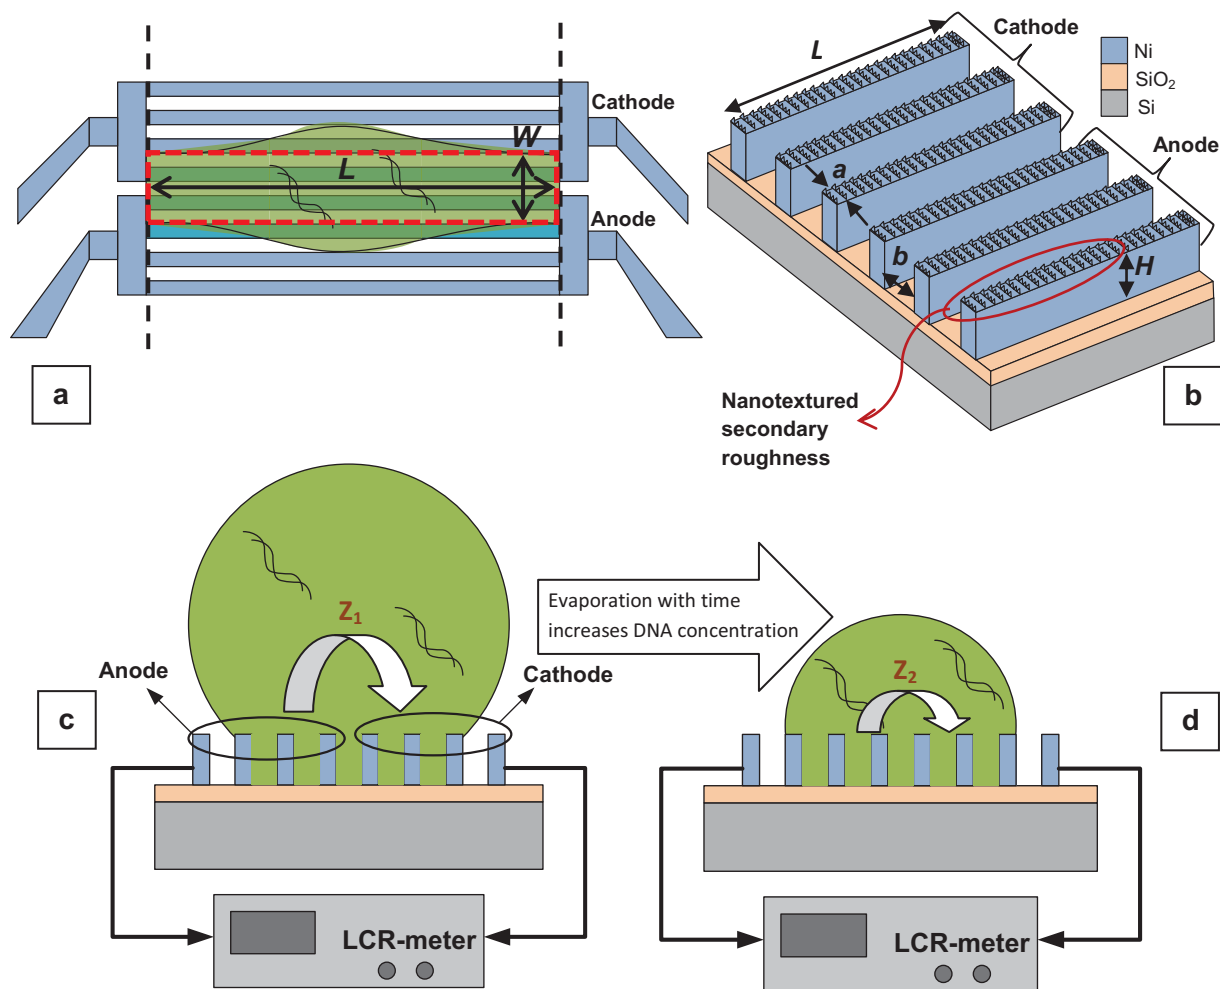 Cathode
W
L
Anode
a
L
Cathode
a
b
Anode
H
Ni
SiO₂
Si
Nanotextured
secondary
roughness
b
Z₁
Anode
Cathode
c
LCR-meter
Evaporation with time
increases DNA concentration
Z₂
d
LCR-meter